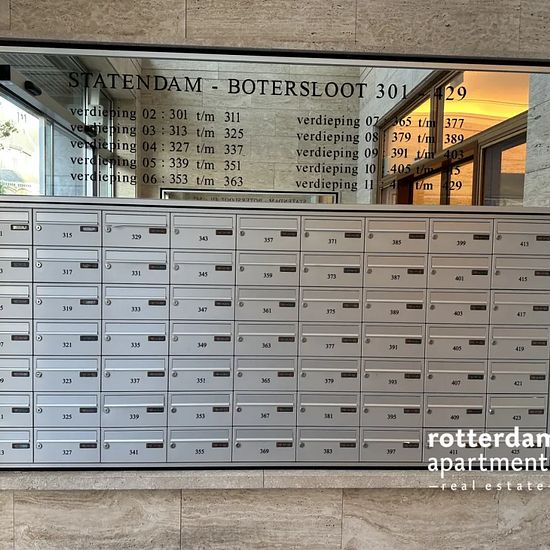 STATENDAM - BOTERSLOOT 301 - 429
verdieping 02 : 301 t/m 311
verdieping 03 : 313 t/m 325
verdieping 04 : 327 t/m 337
verdieping 05 : 339 t/m 351
verdieping 06 : 353 t/m 363
verdieping 07 : 365 t/m 377
verdieping 08 : 379 t/m 389
verdieping 09 : 391 t/m 403
verdieping 10 : 405 t/m 415
verdieping 11 : 417 t/m 429
315 329 343 357 371 385 399 413
317 331 345 359 373 387 401 415
319 333 347 361 375 389 403 417
321 335 349 363 377 391 405 419
323 337 351 365 379 393 407 421
325 339 353 367 381 395 409 423
327 341 355 369 383 397 411 425
rotterdam
apartment
real estate